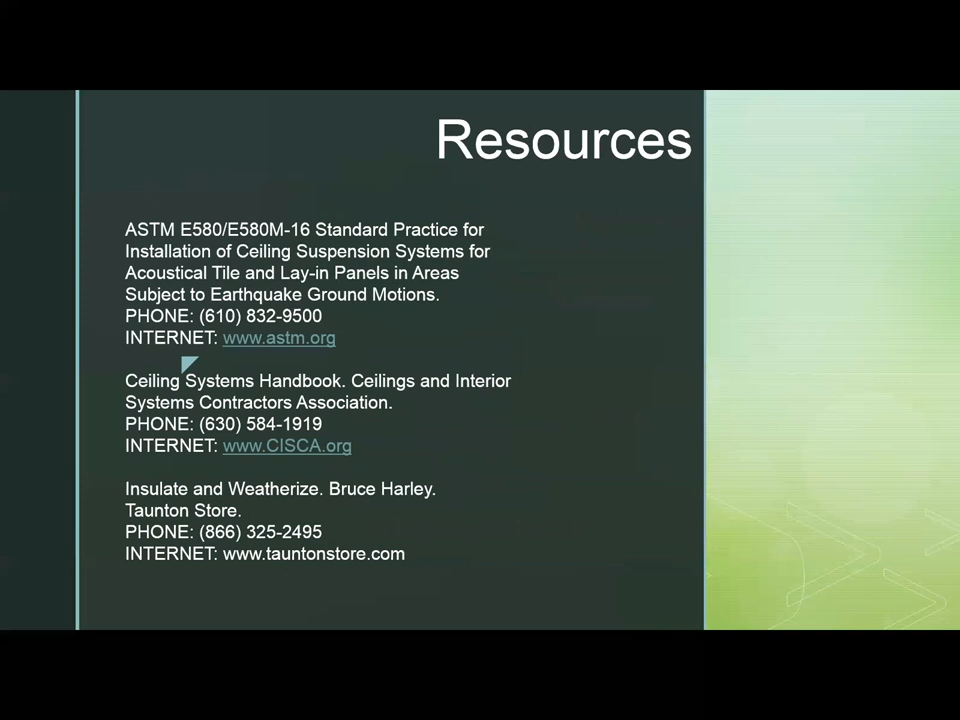 Resources
ASTM E580/E580M-16 Standard Practice for
Installation of Ceiling Suspension Systems for
Acoustical Tile and Lay-in Panels in Areas
Subject to Earthquake Ground Motions.
PHONE: (610) 832-9500
INTERNET: www.astm.org
Ceiling Systems Handbook. Ceilings and Interior
Systems Contractors Association.
PHONE: (630) 584-1919
INTERNET: www.CISCA.org
Insulate and Weatherize. Bruce Harley.
Taunton Store.
PHONE: (866) 325-2495
INTERNET: www.tauntonstore.com